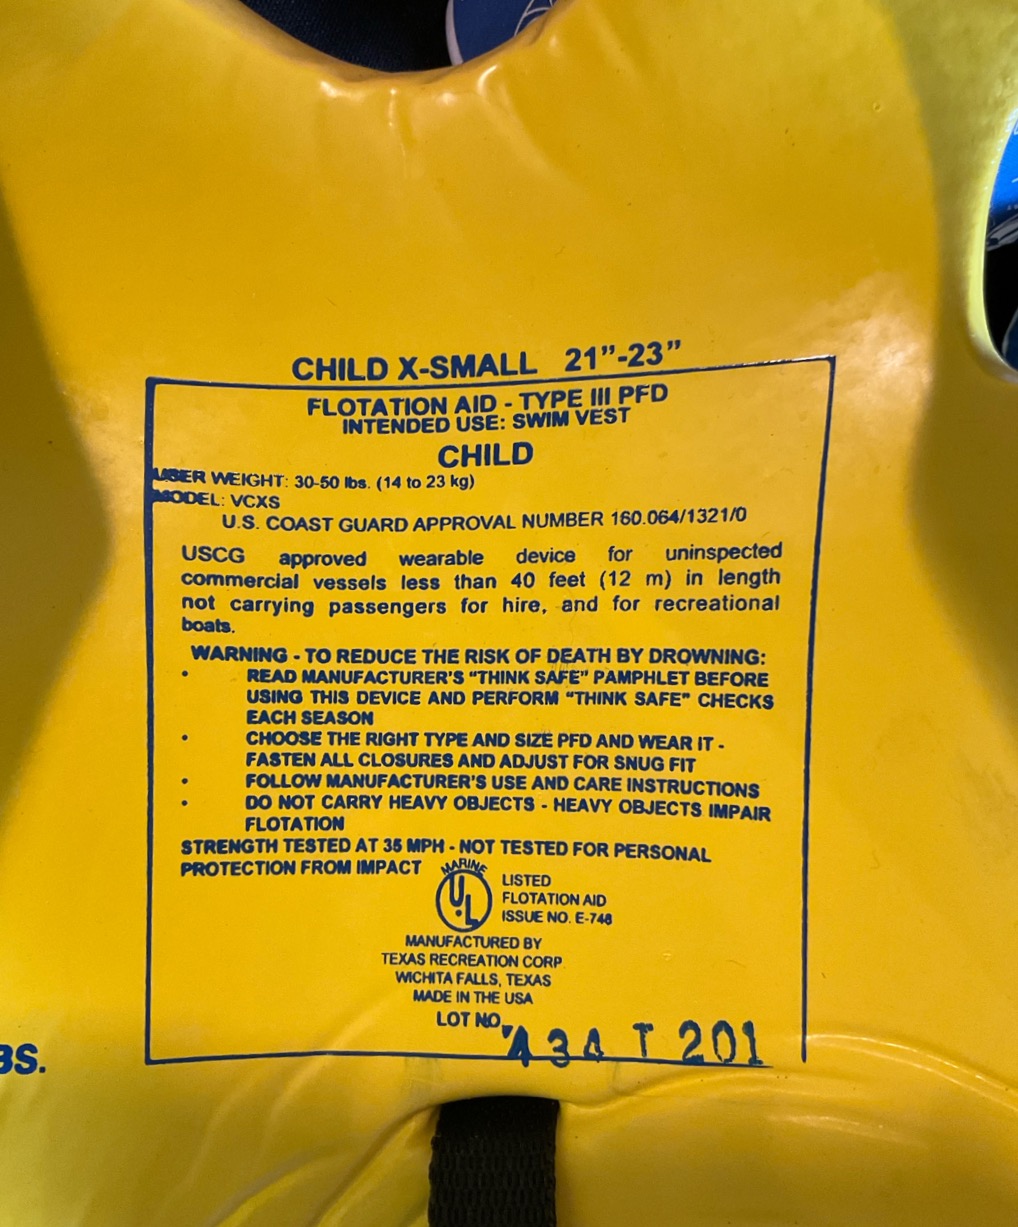 CHILD X-SMALL 21"-23"
FLOTATION AID - TYPE III PFD
INTENDED USE: SWIM VEST
CHILD
USER WEIGHT: 30-50 lbs. (14 to 23 kg)
MODEL: VCXS
U.S. COAST GUARD APPROVAL NUMBER 160.064/1321/0
USCG approved wearable device for uninspected
commercial vessels less than 40 feet (12 m) in length
not carrying passengers for hire, and for recreational
boats.
WARNING - TO REDUCE THE RISK OF DEATH BY DROWNING:
• READ MANUFACTURER'S "THINK SAFE" PAMPHLET BEFORE
USING THIS DEVICE AND PERFORM "THINK SAFE" CHECKS
EACH SEASON
• CHOOSE THE RIGHT TYPE AND SIZE PFD AND WEAR IT -
FASTEN ALL CLOSURES AND ADJUST FOR SNUG FIT
• FOLLOW MANUFACTURER'S USE AND CARE INSTRUCTIONS
• DO NOT CARRY HEAVY OBJECTS - HEAVY OBJECTS IMPAIR
FLOTATION
STRENGTH TESTED AT 35 MPH - NOT TESTED FOR PERSONAL
PROTECTION FROM IMPACT
MARINE
UL
LISTED
FLOTATION AID
ISSUE NO. E-748
MANUFACTURED BY
TEXAS RECREATION CORP
WICHITA FALLS, TEXAS
MADE IN THE USA
LOT NO.
T 201
BS.